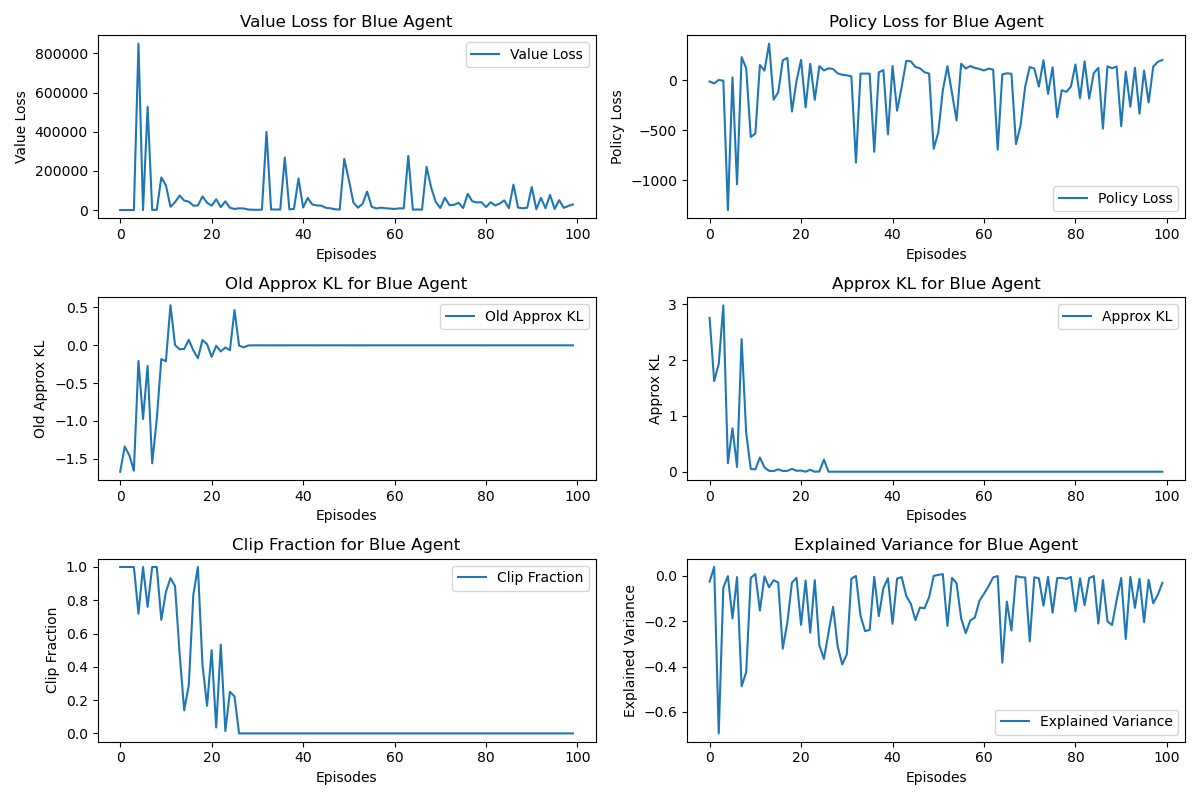 Value Loss for Blue Agent
Value Loss
800000
600000
400000
200000
0
Value Loss
0 20 40 60 80 100
Episodes
Policy Loss for Blue Agent
Policy Loss
0
−500
−1000
Policy Loss
0 20 40 60 80 100
Episodes
Old Approx KL for Blue Agent
Old Approx KL
0.5
0.0
−0.5
−1.0
−1.5
Old Approx KL
0 20 40 60 80 100
Episodes
Approx KL for Blue Agent
Approx KL
3
2
1
0
Approx KL
0 20 40 60 80 100
Episodes
Clip Fraction for Blue Agent
Clip Fraction
1.0
0.8
0.6
0.4
0.2
0.0
Clip Fraction
0 20 40 60 80 100
Episodes
Explained Variance for Blue Agent
Explained Variance
0.0
−0.2
−0.4
−0.6
Explained Variance
0 20 40 60 80 100
Episodes